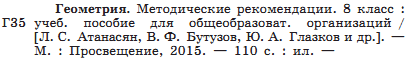 Геометрия. Методические рекомендации. 8 класс :
Г35 учеб. пособие для общеобразоват. организаций /
[Л. С. Атанасян, В. Ф. Бутузов, Ю. А. Глазков и др.]. —
М. : Просвещение, 2015. — 110 с. : ил. —